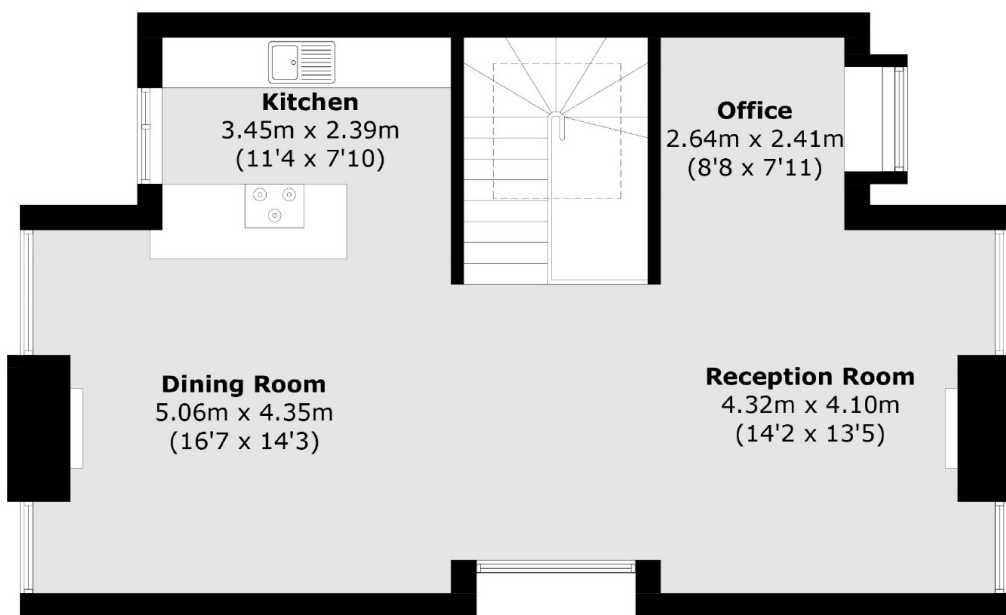 Kitchen
3.45m x 2.39m
(11'4 x 7'10)
Office
2.64m x 2.41m
(8'8 x 7'11)
Dining Room
5.06m x 4.35m
(16'7 x 14'3)
Reception Room
4.32m x 4.10m
(14'2 x 13'5)